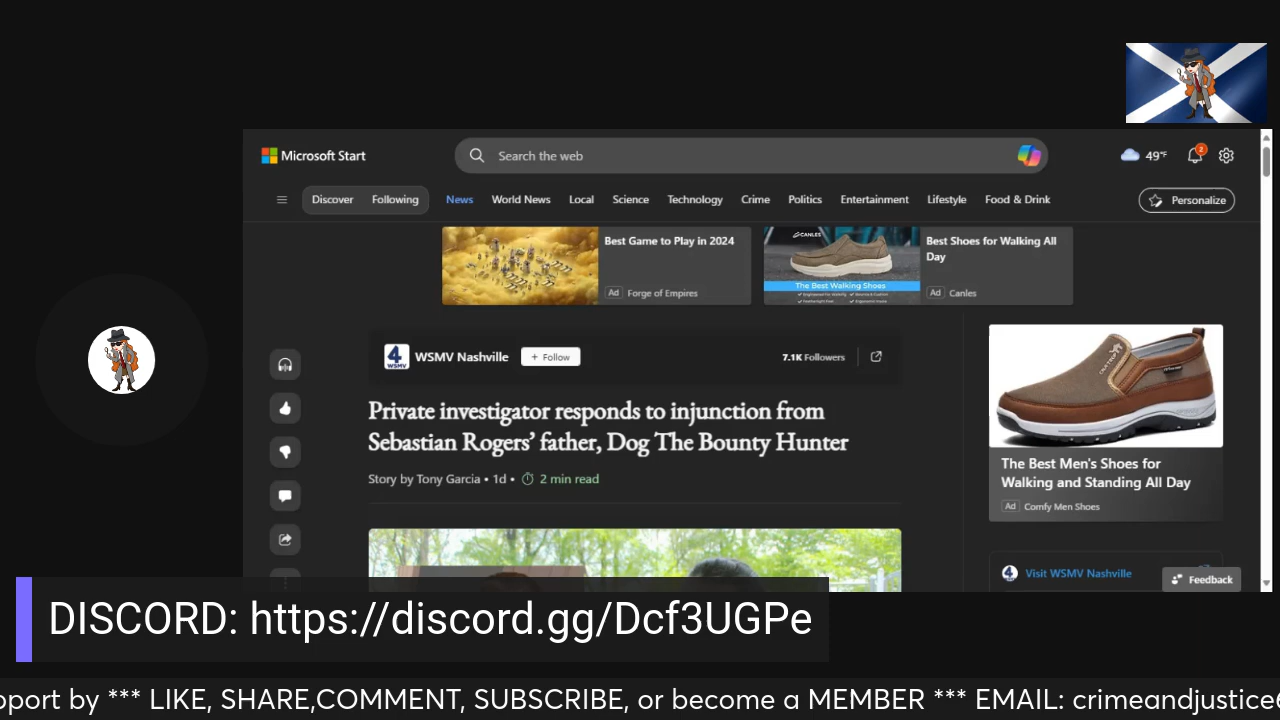 Microsoft Start
Search the web
49°F
2
Discover Following News World News Local Science Technology Crime Politics Entertainment Lifestyle Food & Drink
Personalize
Best Game to Play in 2024
Ad Forge of Empires
CANLES
The Best Walking Shoes
Best Shoes for Walking All
Day
Ad Canles
4
WSMV
WSMV Nashville
+ Follow
7.1K Followers
Private investigator responds to injunction from
Sebastian Rogers’ father, Dog The Bounty Hunter
Story by Tony Garcia • 1d •
2 min read
The Best Men's Shoes for
Walking and Standing All Day
Ad Comfy Men Shoes
Visit WSMV Nashville
Feedback
DISCORD: https://discord.gg/Dcf3UGPe
pport by *** LIKE, SHARE,COMMENT, SUBSCRIBE, or become a MEMBER *** EMAIL: crimeandjustice